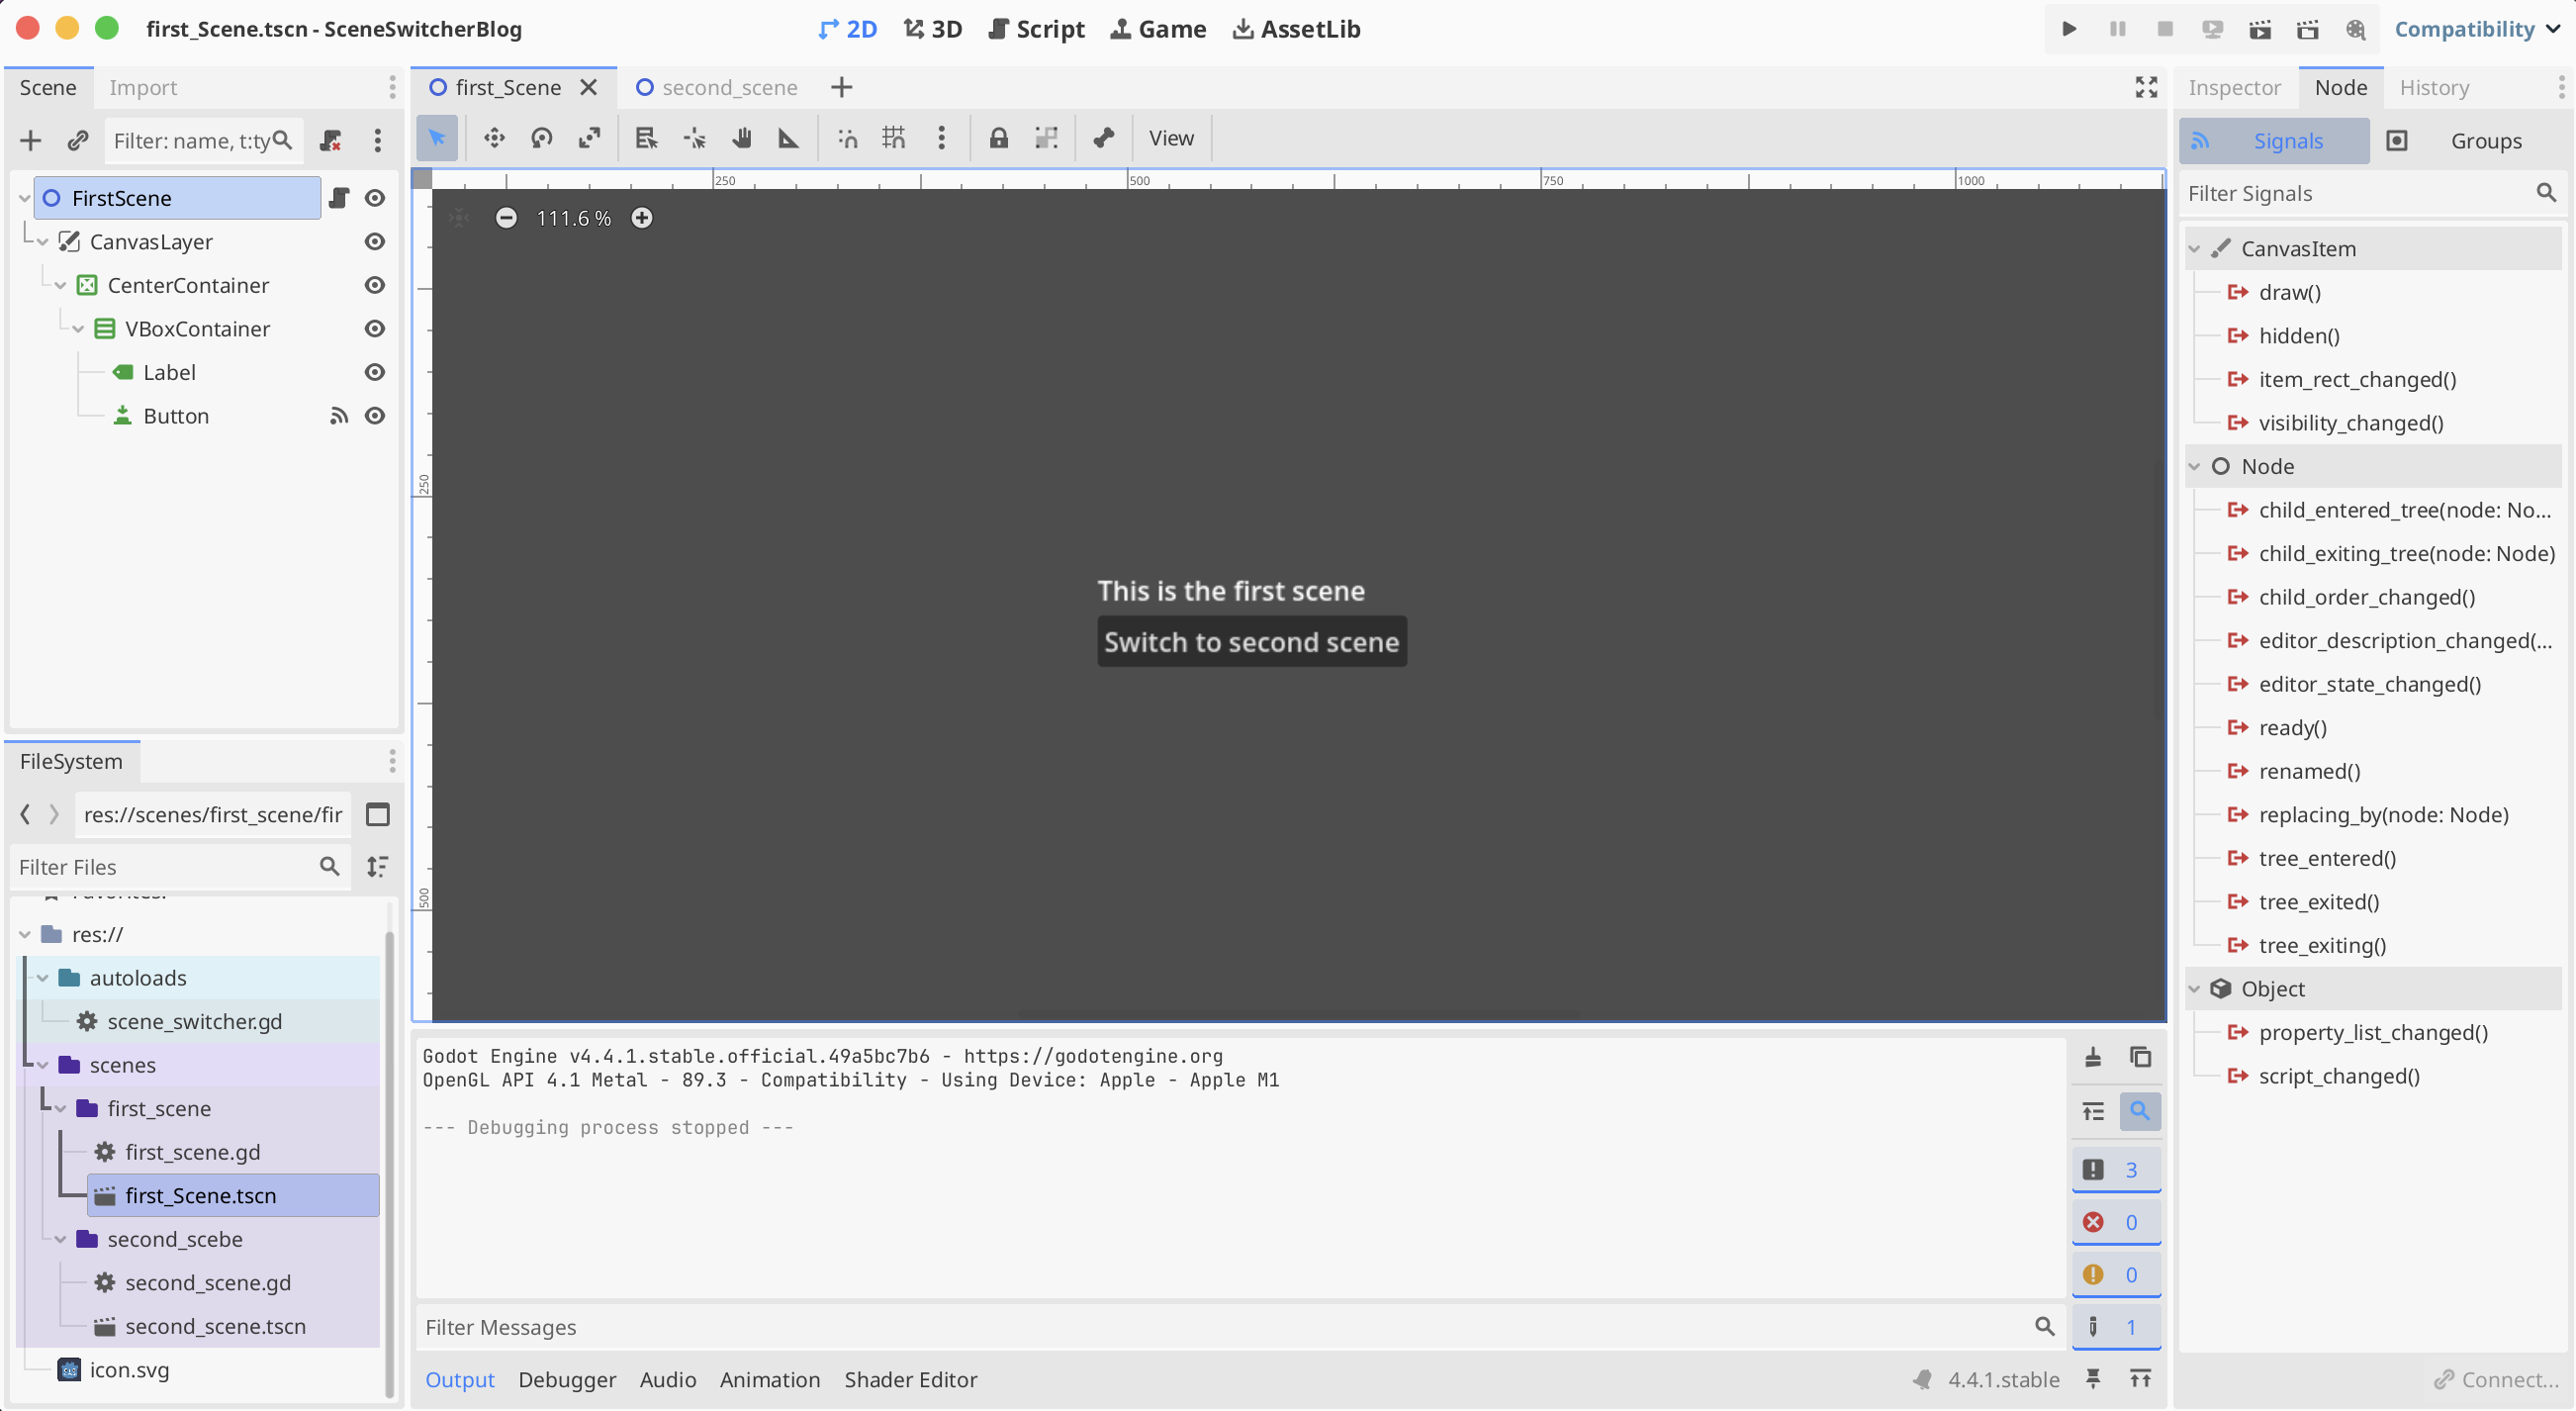 first_Scene.tscn - SceneSwitcherBlog
2D 3D Script Game AssetLib
Compatibility
Scene Import
Filter: name, t:ty
FirstScene
CanvasLayer
CenterContainer
VBoxContainer
Label
Button
FileSystem
res://scenes/first_scene/fir
Filter Files
Favorites:
res://
autoloads
scene_switcher.gd
scenes
first_scene
first_scene.gd
first_Scene.tscn
second_scebe
second_scene.gd
second_scene.tscn
icon.svg
first_Scene second_scene
View
250 500 750 1000
111.6 %
250
500
This is the first scene
Switch to second scene
Godot Engine v4.4.1.stable.official.49a5bc7b6 - https://godotengine.org
OpenGL API 4.1 Metal - 89.3 - Compatibility - Using Device: Apple - Apple M1
--- Debugging process stopped ---
3
0
0
1
Filter Messages
Output Debugger Audio Animation Shader Editor
4.4.1.stable
Inspector Node History
Signals Groups
Filter Signals
CanvasItem
draw()
hidden()
item_rect_changed()
visibility_changed()
Node
child_entered_tree(node: No...
child_exiting_tree(node: Node)
child_order_changed()
editor_description_changed(...
editor_state_changed()
ready()
renamed()
replacing_by(node: Node)
tree_entered()
tree_exited()
tree_exiting()
Object
property_list_changed()
script_changed()
Connect...